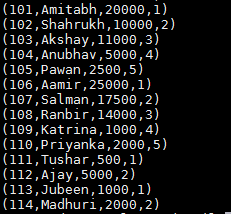 (101,Amitabh,20000,1)
(102,Shahrukh,10000,2)
(103,Akshay,11000,3)
(104,Anubhav,5000,4)
(105,Pawan,2500,5)
(106,Aamir,25000,1)
(107,Salman,17500,2)
(108,Ranbir,14000,3)
(109,Katrina,1000,4)
(110,Priyanka,2000,5)
(111,Tushar,500,1)
(112,Ajay,5000,2)
(113,Jubeen,1000,1)
(114,Madhuri,2000,2)